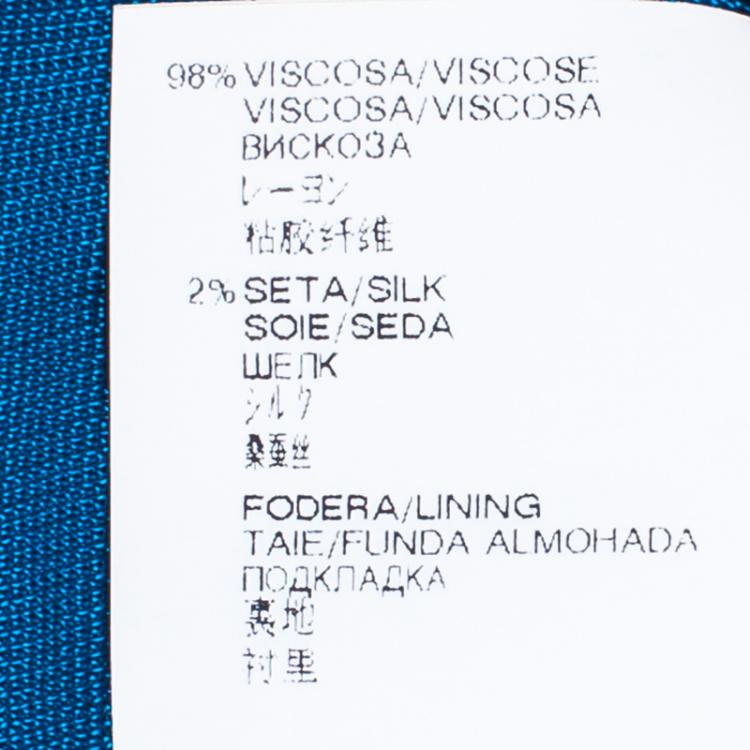 98% VISCOSA/VISCOSE
VISCOSA/VISCOSA
ВИСКОЗА
レーヨン
粘胶纤维
2% SETA/SILK
SOIE/SEDA
ШЕЛК
シルク
桑蚕丝
FODERA/LINING
TAIE/FUNDA ALMOHADA
ПОДКЛАДКА
裏地
衬里